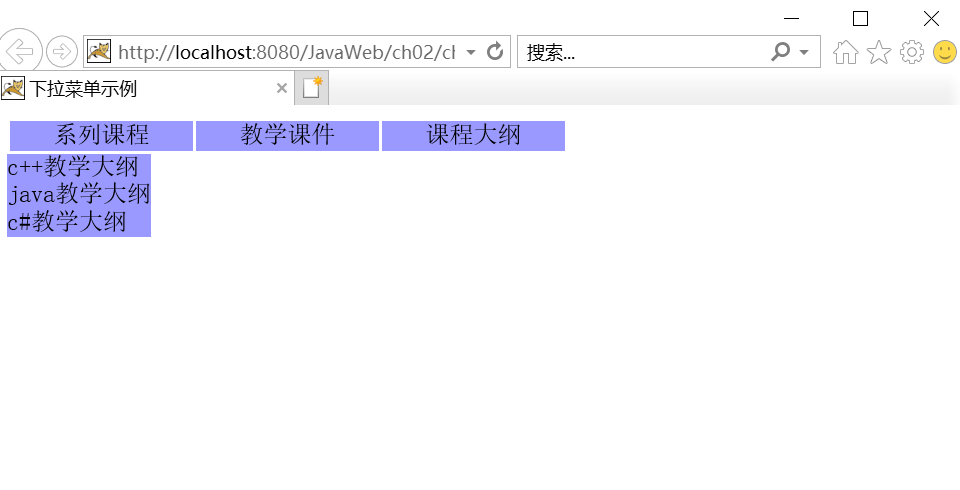 http://localhost:8080/JavaWeb/ch02/ch
搜索...
下拉菜单示例
系列课程 教学课件 课程大纲
c++教学大纲
java教学大纲
c#教学大纲